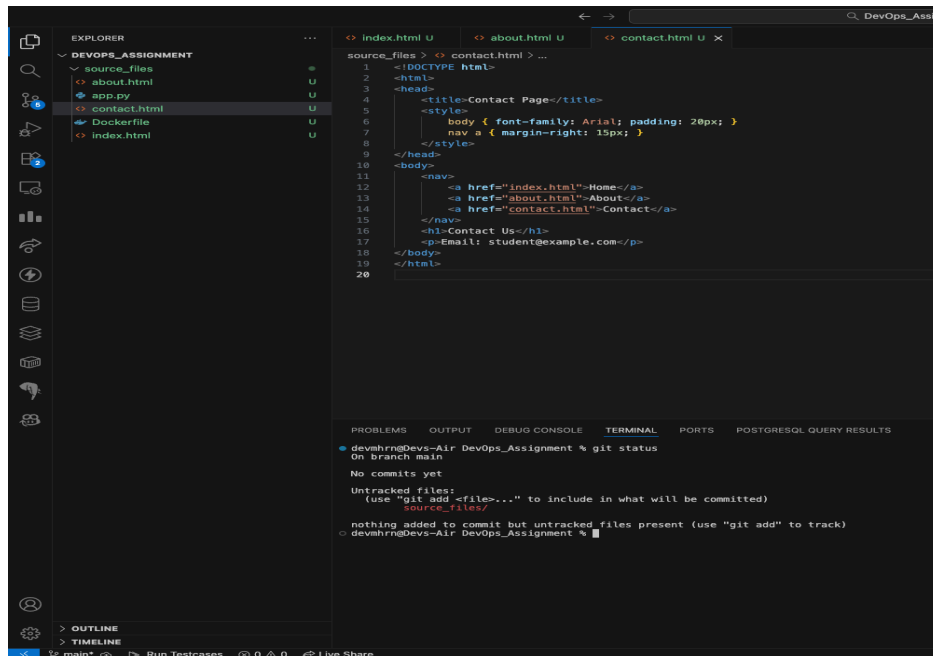 DevOps_Assi
EXPLORER
DEVOPS_ASSIGNMENT
source_files
about.html U
app.py U
contact.html U
Dockerfile U
index.html U
OUTLINE
TIMELINE
index.html U about.html U contact.html U
source_files > contact.html > ...
1 <!DOCTYPE html>
2 <html>
3 <head>
4 <title>Contact Page</title>
5 <style>
6 body { font-family: Arial; padding: 20px; }
7 nav a { margin-right: 15px; }
8 </style>
9 </head>
10 <body>
11 <nav>
12 <a href="index.html">Home</a>
13 <a href="about.html">About</a>
14 <a href="contact.html">Contact</a>
15 </nav>
16 <h1>Contact Us</h1>
17 <p>Email: student@example.com</p>
18 </body>
19 </html>
20
PROBLEMS OUTPUT DEBUG CONSOLE TERMINAL PORTS POSTGRESQL QUERY RESULTS
devmhrn@Devs-Air DevOps_Assignment % git status
On branch main
No commits yet
Untracked files:
(use "git add <file>..." to include in what will be committed)
source_files/
nothing added to commit but untracked files present (use "git add" to track)
devmhrn@Devs-Air DevOps_Assignment %
main* Run Testcases 0 0 Live Share